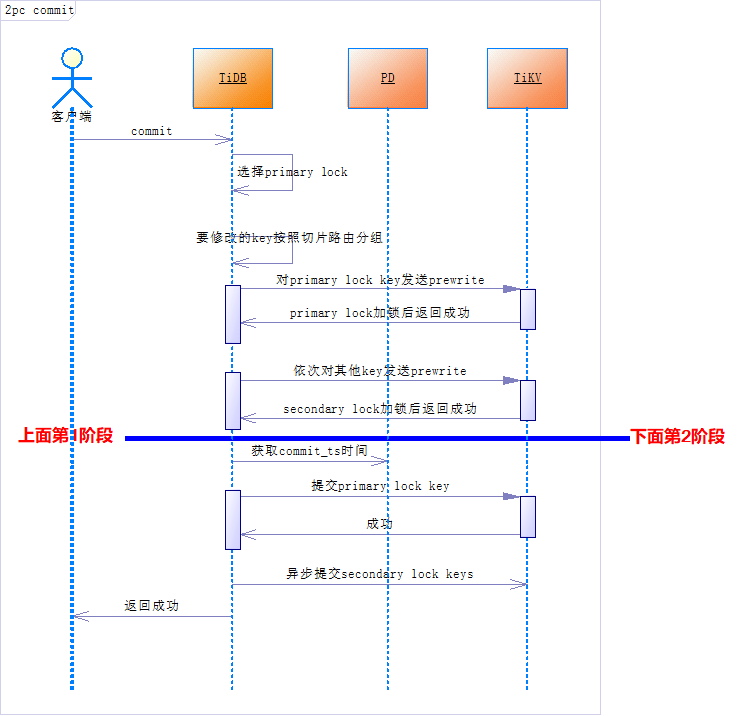 2pc commit
TiDB
PD
TiKV
客户端
commit
选择primary lock
要修改的key按照切片路由分组
对primary lock key发送prewrite
primary lock加锁后返回成功
依次对其他key发送prewrite
secondary lock加锁后返回成功
上面第1阶段
下面第2阶段
获取commit_ts时间
提交primary lock key
成功
异步提交secondary lock keys
返回成功